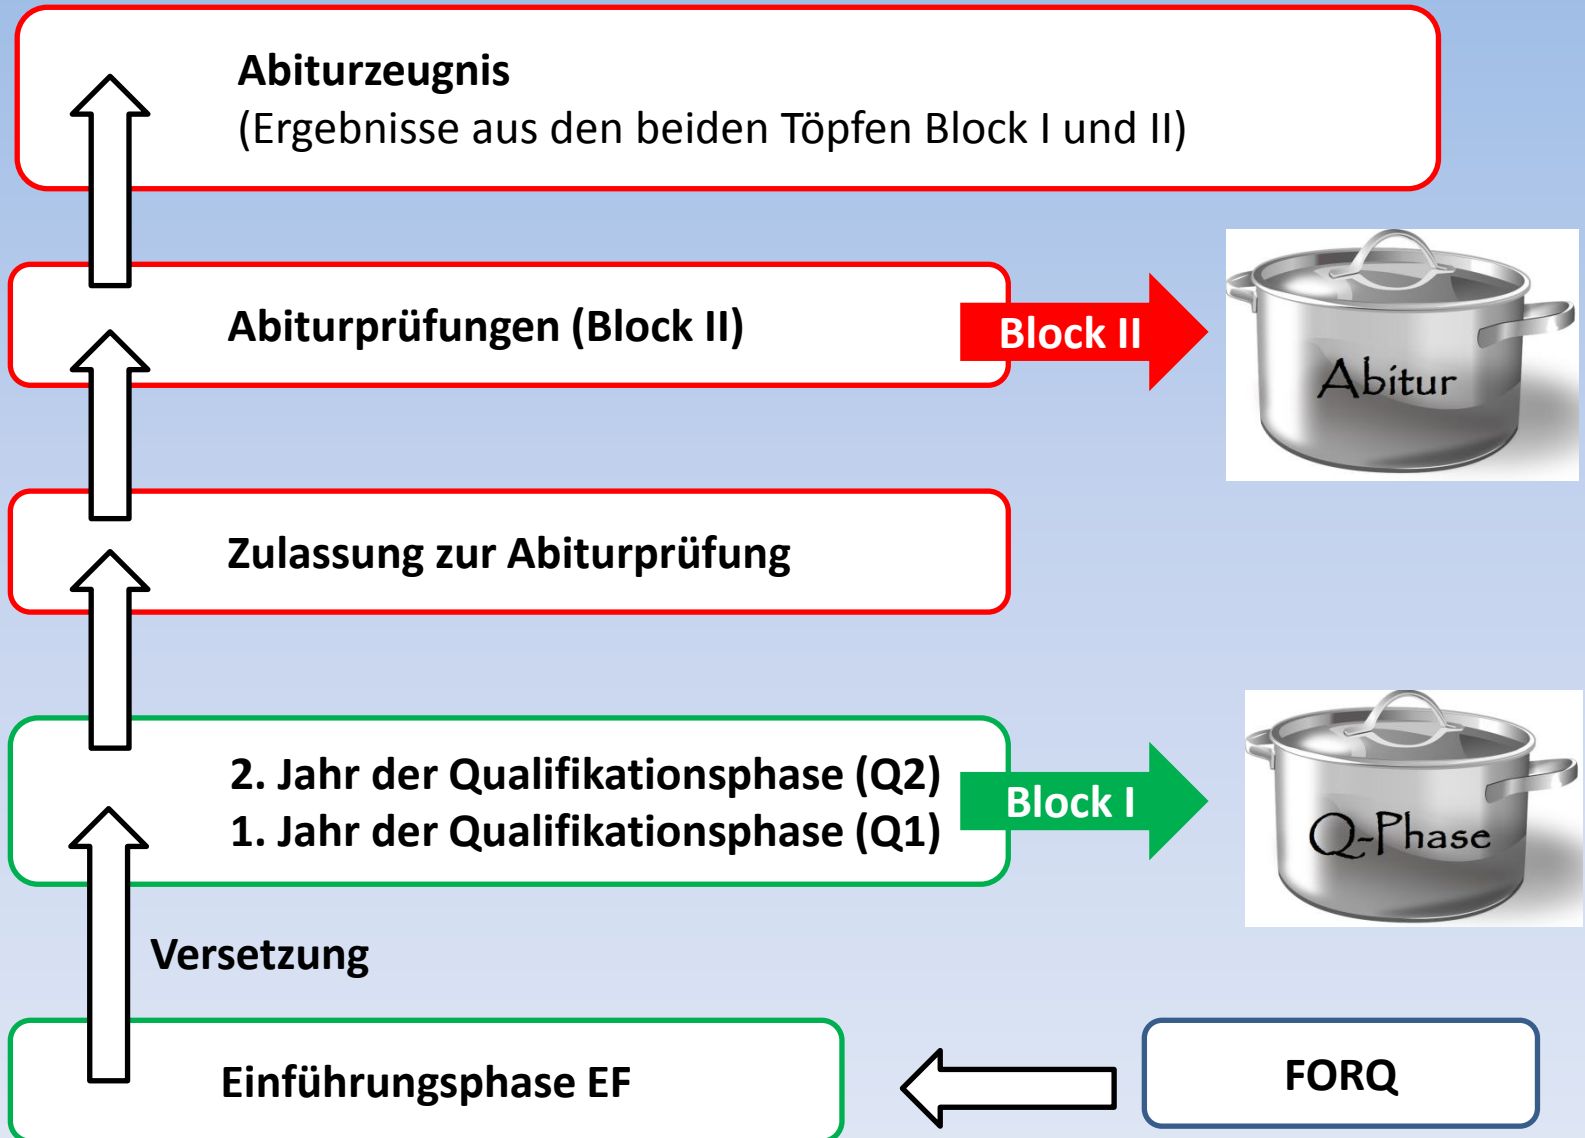 Abiturzeugnis
(Ergebnisse aus den beiden Töpfen Block I und II)
Abiturprüfungen (Block II)
Block II
Abitur
Zulassung zur Abiturprüfung
2. Jahr der Qualifikationsphase (Q2)
1. Jahr der Qualifikationsphase (Q1)
Block I
Q-Phase
Versetzung
Einführungsphase EF
FORQ